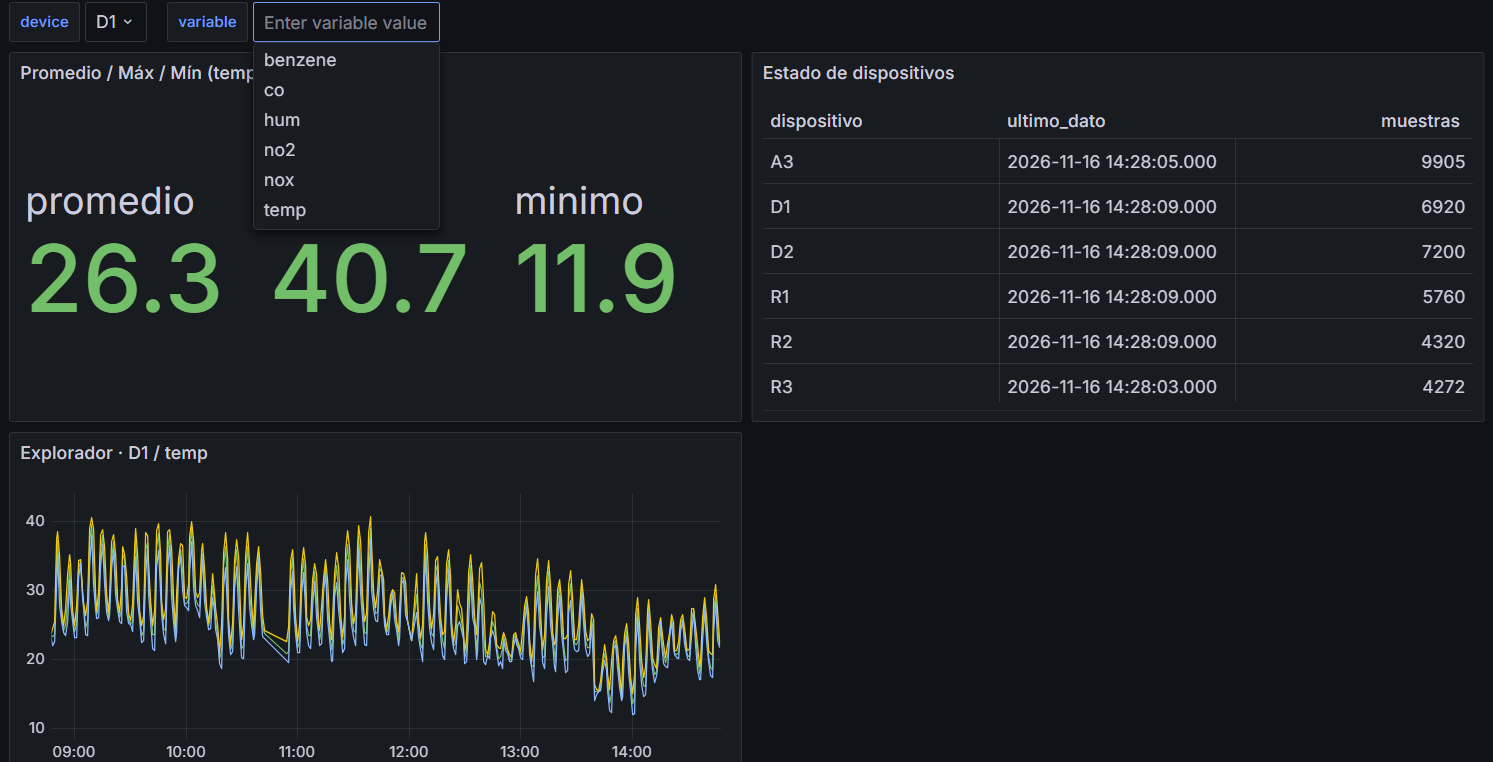 device D1 variable Enter variable value
benzene
co
hum
no2
nox
temp
Promedio / Máx / Mín (temp
promedio minimo
26.3 40.7 11.9
Estado de dispositivos
dispositivo ultimo_dato muestras
A3 2026-11-16 14:28:05.000 9905
D1 2026-11-16 14:28:09.000 6920
D2 2026-11-16 14:28:09.000 7200
R1 2026-11-16 14:28:09.000 5760
R2 2026-11-16 14:28:09.000 4320
R3 2026-11-16 14:28:03.000 4272
Explorador · D1 / temp
40
30
20
10
09:00 10:00 11:00 12:00 13:00 14:00